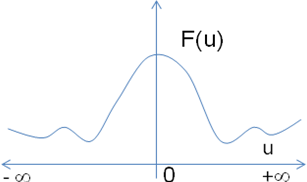 F(u)
u
- ∞ 0 +∞